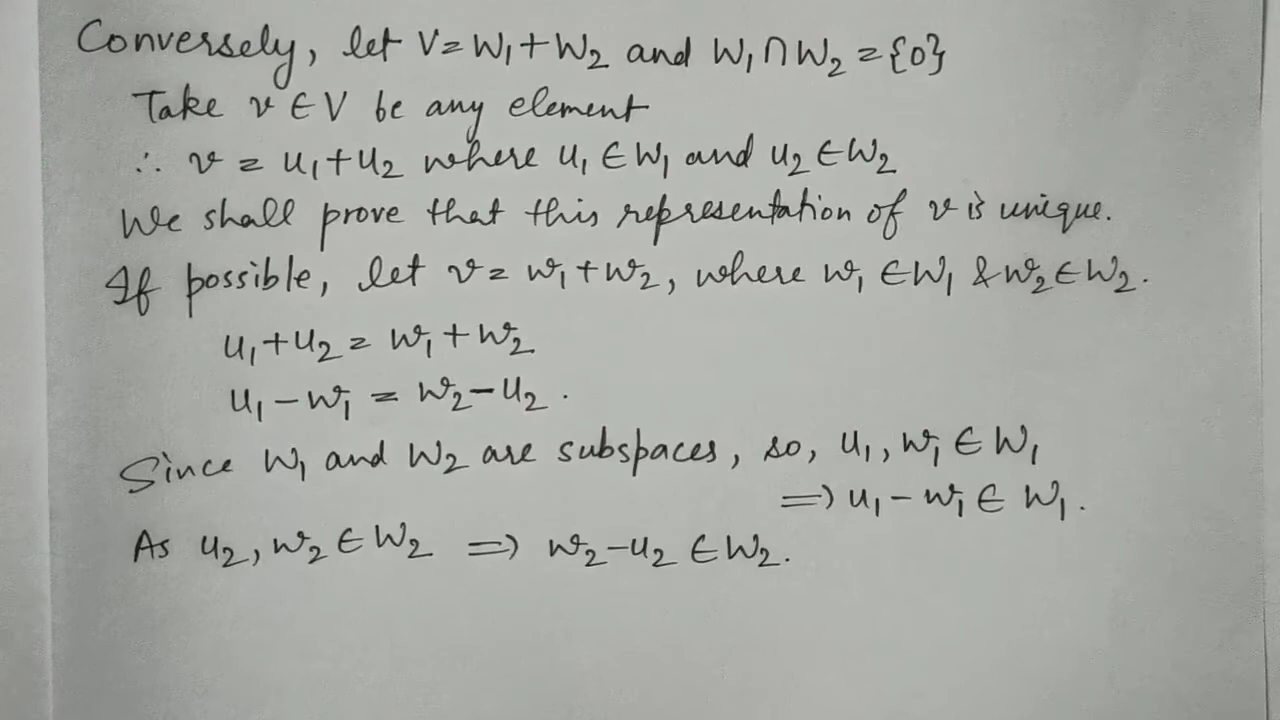 Conversely, let V = W₁ + W₂ and W₁ ∩ W₂ = {0}
Take v ∈ V be any element
∴ v = u₁ + u₂ where u₁ ∈ W₁ and u₂ ∈ W₂
We shall prove that this representation of v is unique.
If possible, let v = w₁ + w₂, where w₁ ∈ W₁ & w₂ ∈ W₂.
u₁ + u₂ = w₁ + w₂
u₁ - w₁ = w₂ - u₂.
Since W₁ and W₂ are subspaces, so, u₁, w₁ ∈ W₁
⇒ u₁ - w₁ ∈ W₁.
As u₂, w₂ ∈ W₂ ⇒ w₂ - u₂ ∈ W₂.